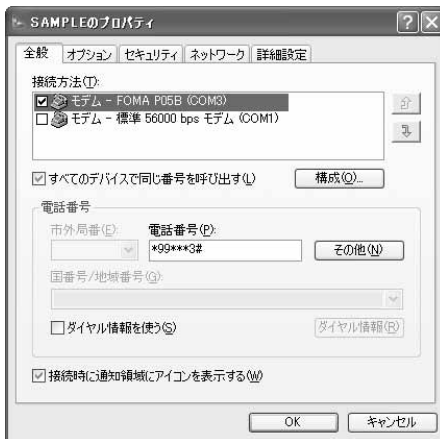 SAMPLEのプロパティ
全般 オプション セキュリティ ネットワーク 詳細設定
接続方法(T):
モデム - FOMA P05B (COM3)
モデム - 標準 56000 bps モデム (COM1)
すべてのデバイスで同じ番号を呼び出す(L) 構成(O)...
電話番号
市外局番(E): 電話番号(P):
*99***3# その他(N)
国番号/地域番号(G):
ダイヤル情報を使う(S) ダイヤル情報(R)
接続時に通知領域にアイコンを表示する(W)
OK キャンセル